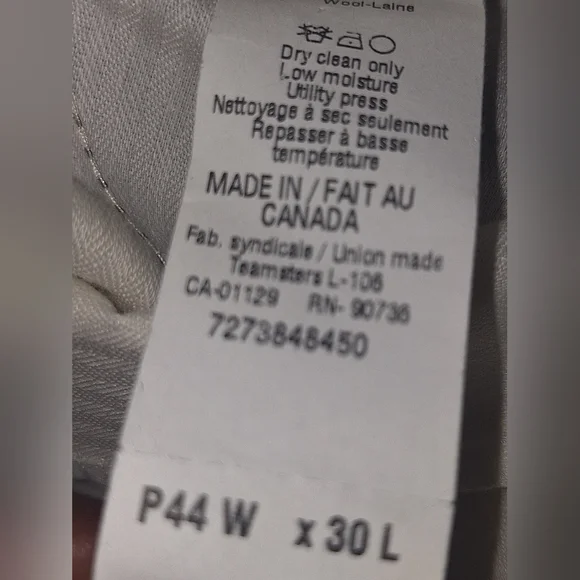 Wool-Laine
Dry clean only
Low moisture
Utility press
Nettoyage à sec seulement
Repasser à basse
température
MADE IN / FAIT AU
CANADA
Fab. syndicale / Union made
Teamsters L-106
CA-01129 RN- 90736
7273848450
P44 W x 30 L